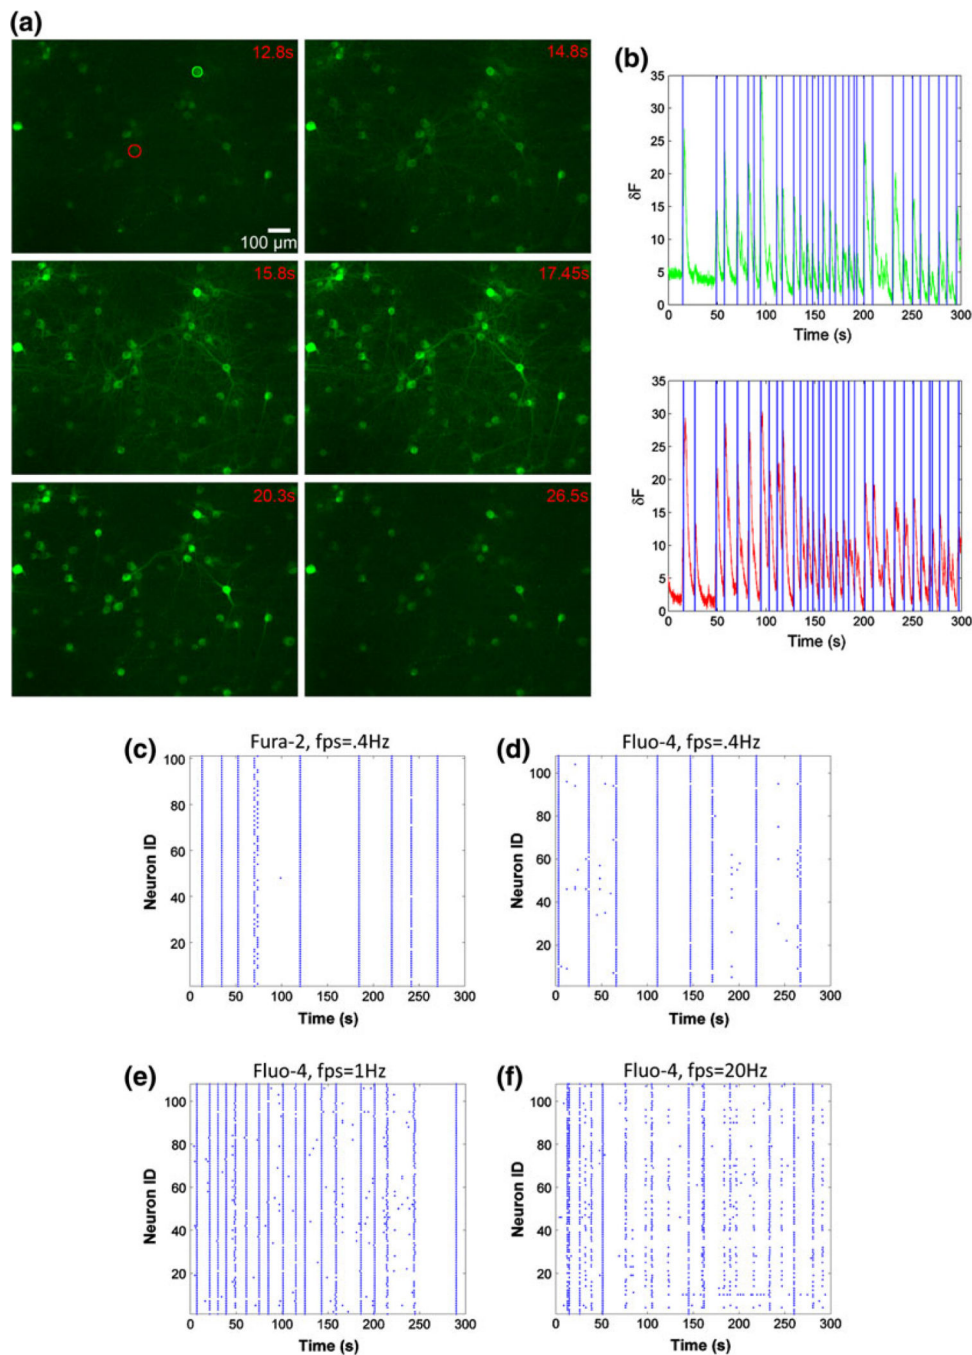 (a)
12.8s
14.8s
100 µm
15.8s
17.45s
20.3s
26.5s
(b)
35
30
25
20
15
10
5
0
δF
0 50 100 150 200 250 300
Time (s)
35
30
25
20
15
10
5
0
δF
0 50 100 150 200 250 300
Time (s)
(c)
Fura-2, fps=.4Hz
100
80
60
40
20
Neuron ID
0 50 100 150 200 250 300
Time (s)
(d)
Fluo-4, fps=.4Hz
100
80
60
40
20
Neuron ID
0 50 100 150 200 250 300
Time (s)
(e)
Fluo-4, fps=1Hz
100
80
60
40
20
Neuron ID
0 50 100 150 200 250 300
Time (s)
(f)
Fluo-4, fps=20Hz
100
80
60
40
20
Neuron ID
0 50 100 150 200 250 300
Time (s)